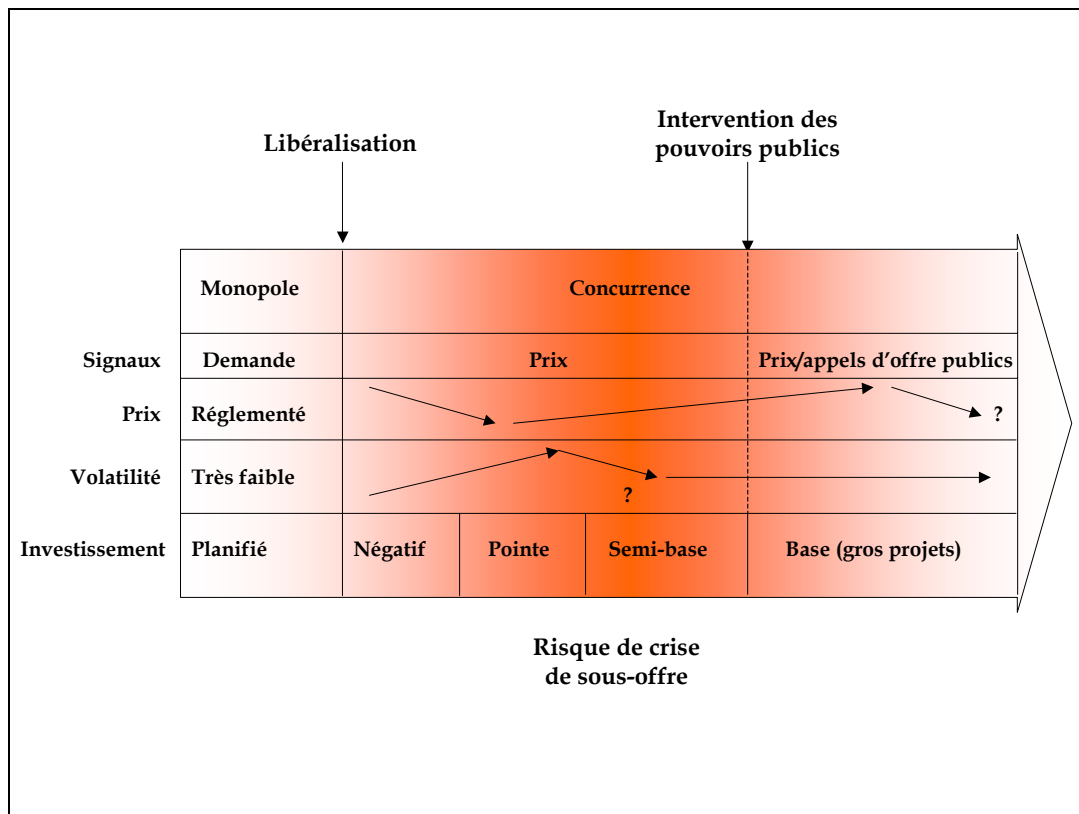 Libéralisation
Intervention des
pouvoirs publics
Monopole Concurrence
Signaux Demande Prix Prix/appels d'offre publics
Prix Réglementé ?
Volatilité Très faible ?
Investissement Planifié Négatif Pointe Semi-base Base (gros projets)
Risque de crise
de sous-offre